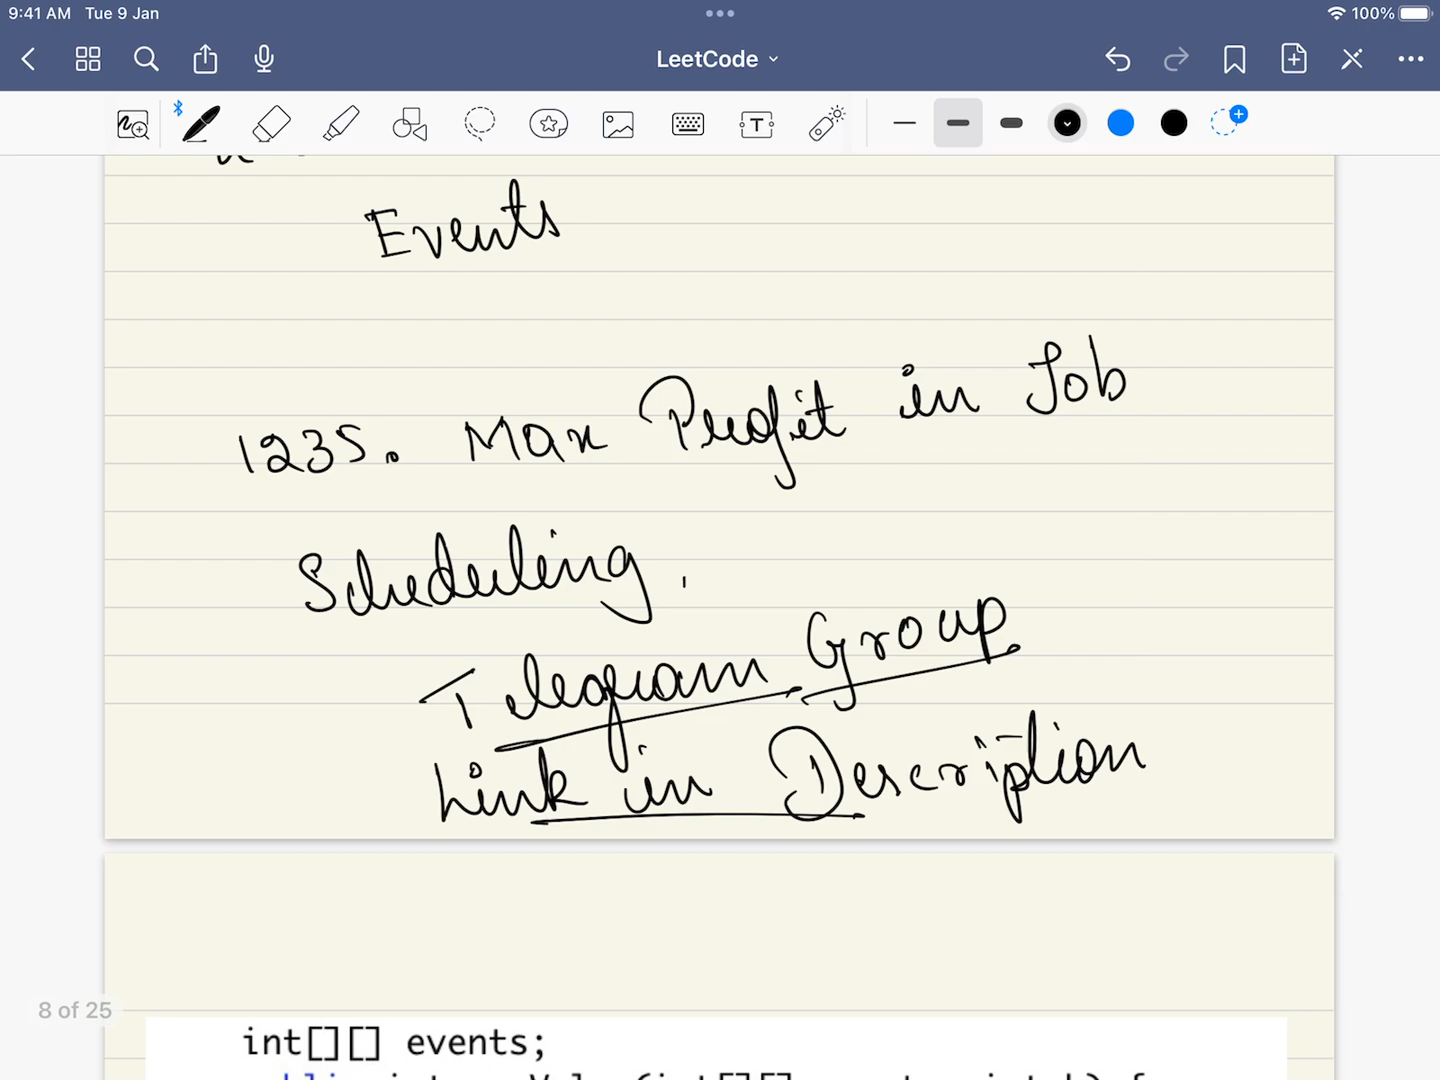 9:41 AM Tue 9 Jan
100%
LeetCode
T
Events
1235. Max Profit in Job
Scheduling.
Telegram Group
Link in Description
8 of 25
int[][] events;